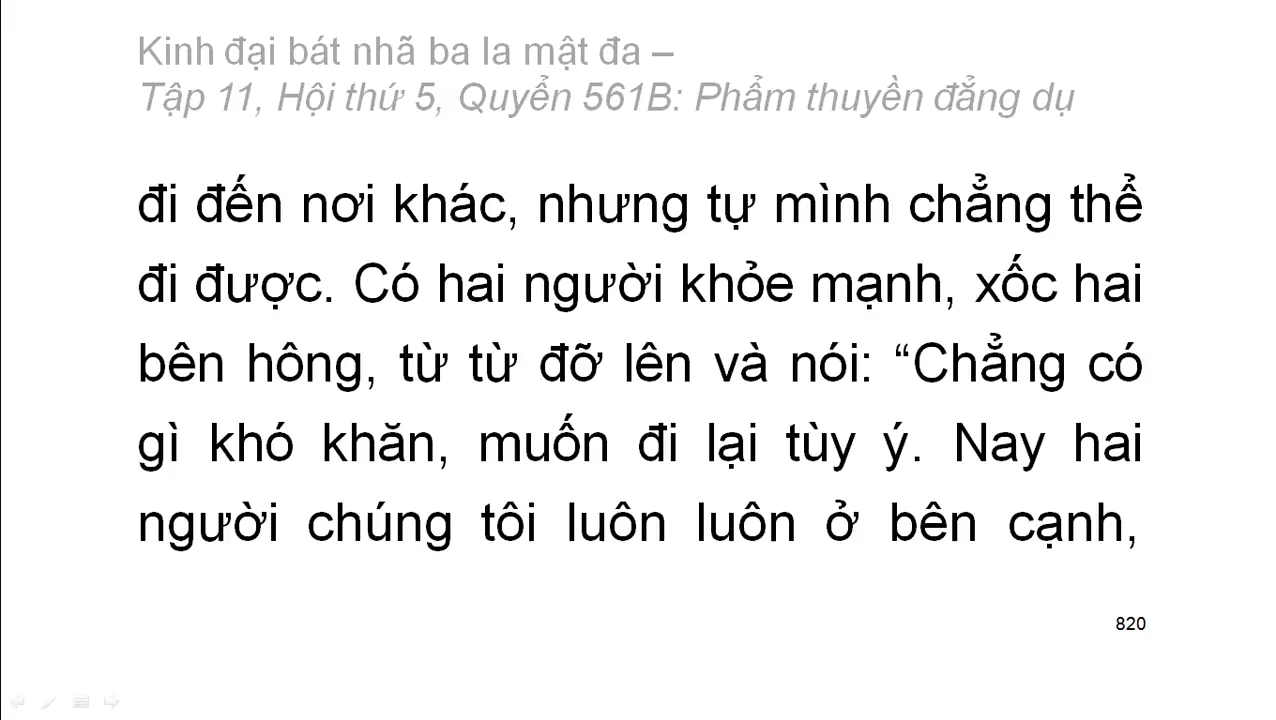 Kinh đại bát nhã ba la mật đa –
Tập 11, Hội thứ 5, Quyển 561B: Phẩm thuyền đẳng dụ
đi đến nơi khác, nhưng tự mình chẳng thể
đi được. Có hai người khỏe mạnh, xốc hai
bên hông, từ từ đỡ lên và nói: “Chẳng có
gì khó khăn, muốn đi lại tùy ý. Nay hai
người chúng tôi luôn luôn ở bên cạnh,
820